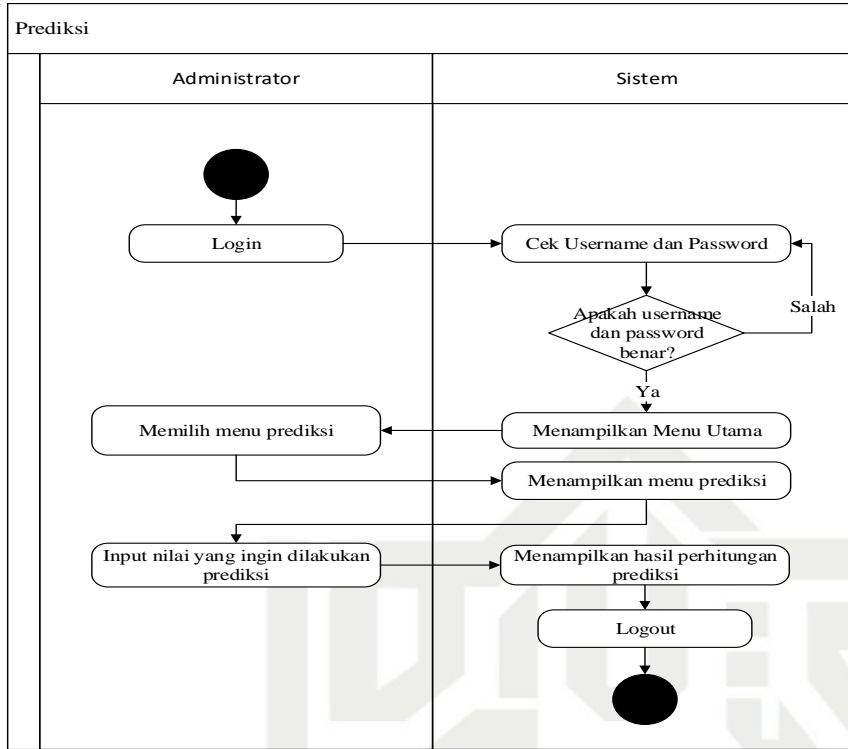 Prediksi
Administrator
Sistem
Login
Cek Username dan Password
Salah
Apakah username
dan password
benar?
Ya
Memilih menu prediksi
Menampilkan Menu Utama
Menampilkan menu prediksi
Input nilai yang ingin dilakukan
prediksi
Menampilkan hasil perhitungan
prediksi
Logout